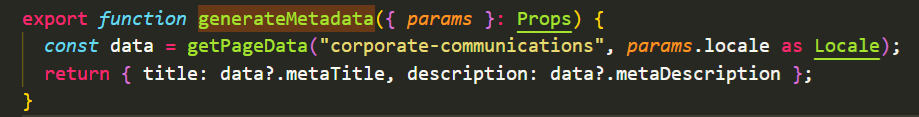 export function generateMetadata({ params }: Props) {
  const data = getPageData("corporate-communications", params.locale as Locale);
  return { title: data?.metaTitle, description: data?.metaDescription };
}